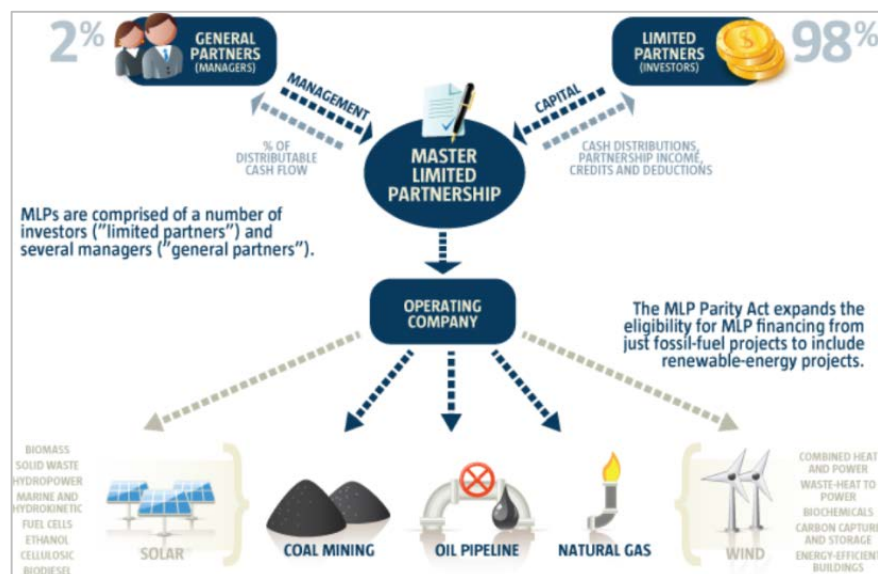 2%
GENERAL
PARTNERS
(MANAGERS)
LIMITED
PARTNERS
(INVESTORS)
98%
MANAGEMENT
CAPITAL
% OF
DISTRIBUTABLE
CASH FLOW
MASTER
LIMITED
PARTNERSHIP
CASH DISTRIBUTIONS,
PARTNERSHIP INCOME,
CREDITS AND DEDUCTIONS
MLPs are comprised of a number of
investors ("limited partners") and
several managers ("general partners").
OPERATING
COMPANY
The MLP Parity Act expands the
eligibility for MLP financing from
just fossil-fuel projects to include
renewable-energy projects.
BIOMASS
SOLID WASTE
HYDROPOWER
MARINE AND
HYDROKINETIC
FUEL CELLS
ETHANOL
CELLULOSIC
BIODIESEL
SOLAR
COAL MINING
OIL PIPELINE
NATURAL GAS
WIND
COMBINED HEAT
AND POWER
WASTE-HEAT TO
POWER
BIOCHEMICALS
CARBON CAPTURE
AND STORAGE
ENERGY-EFFICIENT
BUILDINGS